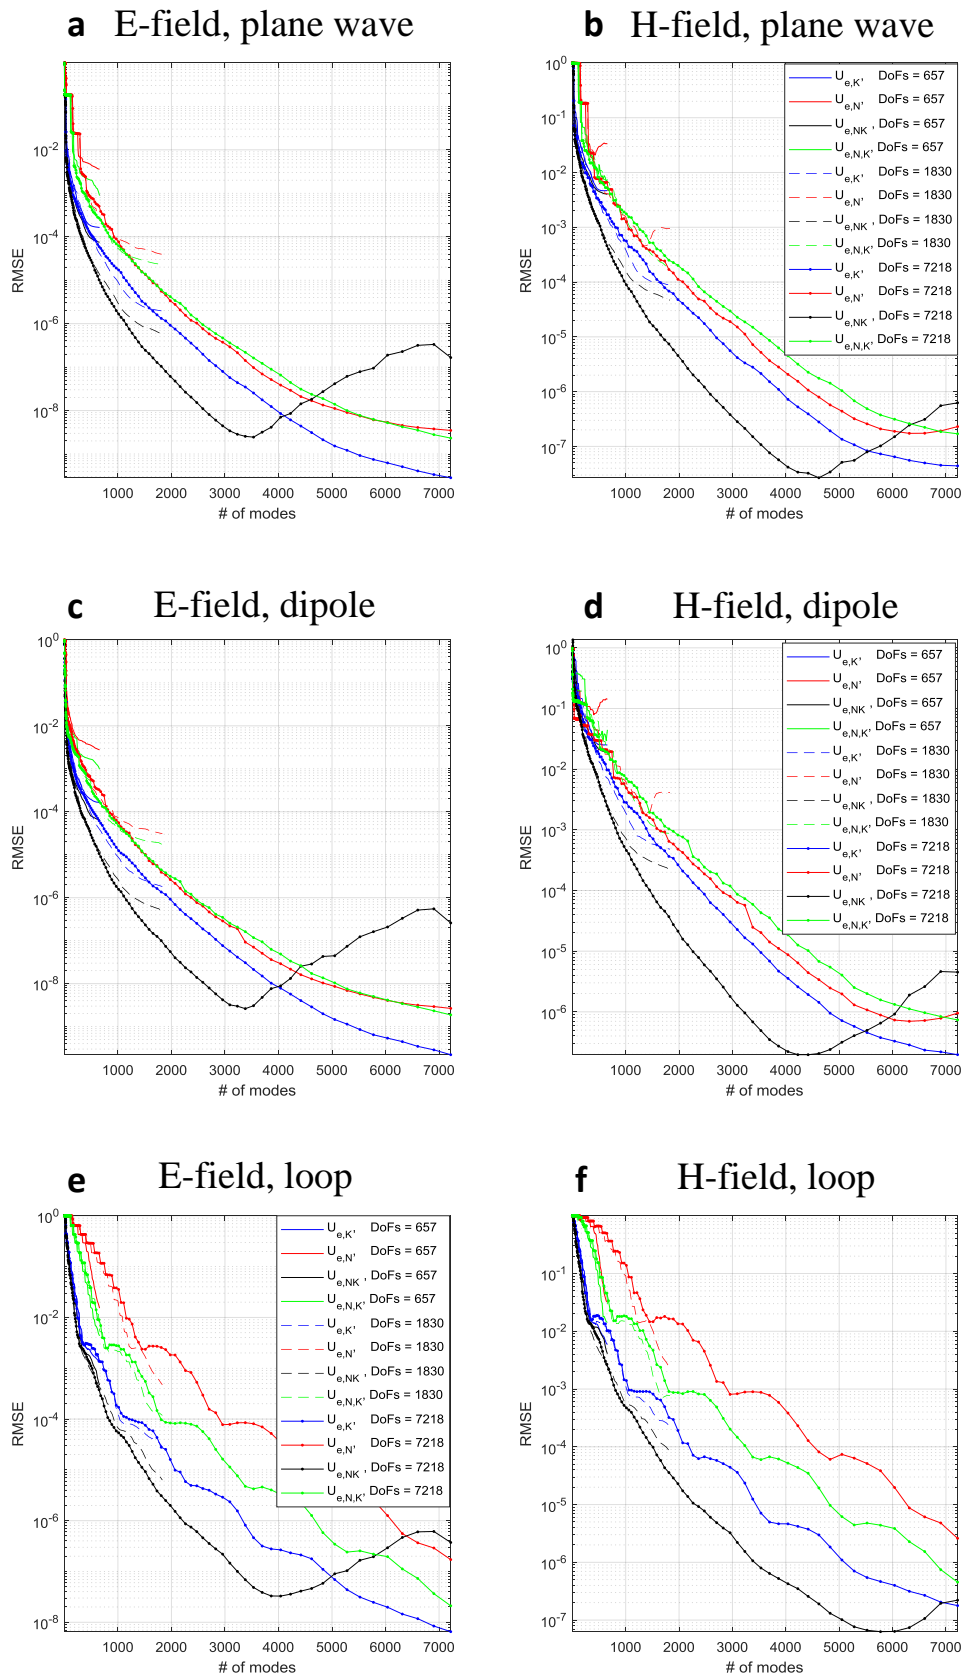 a E-field, plane wave
10^-2
10^-4
10^-6
10^-8
RMSE
1000 2000 3000 4000 5000 6000 7000
# of modes
b H-field, plane wave
10^0
10^-1
10^-2
10^-3
10^-4
10^-5
10^-6
10^-7
RMSE
U_e,K, DoFs = 657
U_e,N, DoFs = 657
U_e,NK, DoFs = 657
U_e,N,K, DoFs = 657
U_e,K, DoFs = 1830
U_e,N, DoFs = 1830
U_e,NK, DoFs = 1830
U_e,N,K, DoFs = 1830
U_e,K, DoFs = 7218
U_e,N, DoFs = 7218
U_e,NK, DoFs = 7218
U_e,N,K, DoFs = 7218
1000 2000 3000 4000 5000 6000 7000
# of modes
c E-field, dipole
10^0
10^-2
10^-4
10^-6
10^-8
RMSE
1000 2000 3000 4000 5000 6000 7000
# of modes
d H-field, dipole
10^0
10^-1
10^-2
10^-3
10^-4
10^-5
10^-6
RMSE
U_e,K, DoFs = 657
U_e,N, DoFs = 657
U_e,NK, DoFs = 657
U_e,N,K, DoFs = 657
U_e,K, DoFs = 1830
U_e,N, DoFs = 1830
U_e,NK, DoFs = 1830
U_e,N,K, DoFs = 1830
U_e,K, DoFs = 7218
U_e,N, DoFs = 7218
U_e,NK, DoFs = 7218
U_e,N,K, DoFs = 7218
1000 2000 3000 4000 5000 6000 7000
# of modes
e E-field, loop
10^0
10^-2
10^-4
10^-6
10^-8
RMSE
U_e,K, DoFs = 657
U_e,N, DoFs = 657
U_e,NK, DoFs = 657
U_e,N,K, DoFs = 657
U_e,K, DoFs = 1830
U_e,N, DoFs = 1830
U_e,NK, DoFs = 1830
U_e,N,K, DoFs = 1830
U_e,K, DoFs = 7218
U_e,N, DoFs = 7218
U_e,NK, DoFs = 7218
U_e,N,K, DoFs = 7218
1000 2000 3000 4000 5000 6000 7000
# of modes
f H-field, loop
10^-1
10^-2
10^-3
10^-4
10^-5
10^-6
10^-7
RMSE
1000 2000 3000 4000 5000 6000 7000
# of modes